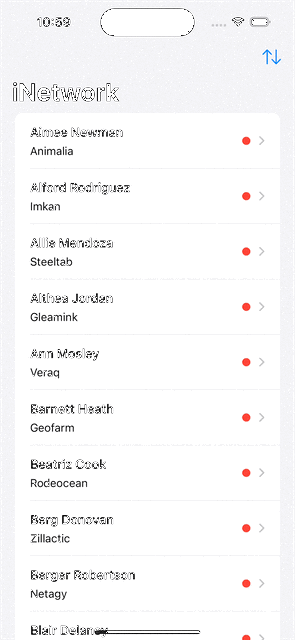 10:59
iNetwork
Aimee Newman
Animalia
Alford Rodriguez
Imkan
Allie Mendoza
Steeltab
Althea Jordan
Gleamink
Ann Mosley
Veraq
Barnett Heath
Geofarm
Beatriz Cook
Rodeocean
Berg Donovan
Zillactic
Berger Robertson
Netagy
Blair Delaney